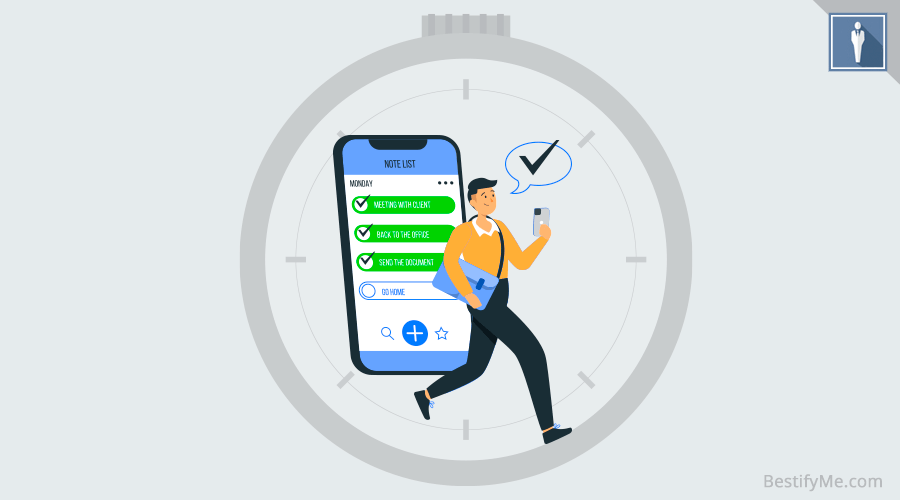 NOTE LIST
MONDAY
MEETING WITH CLIENT
BACK TO THE OFFICE
SEND THE DOCUMENT
GO HOME
BestifyMe.com